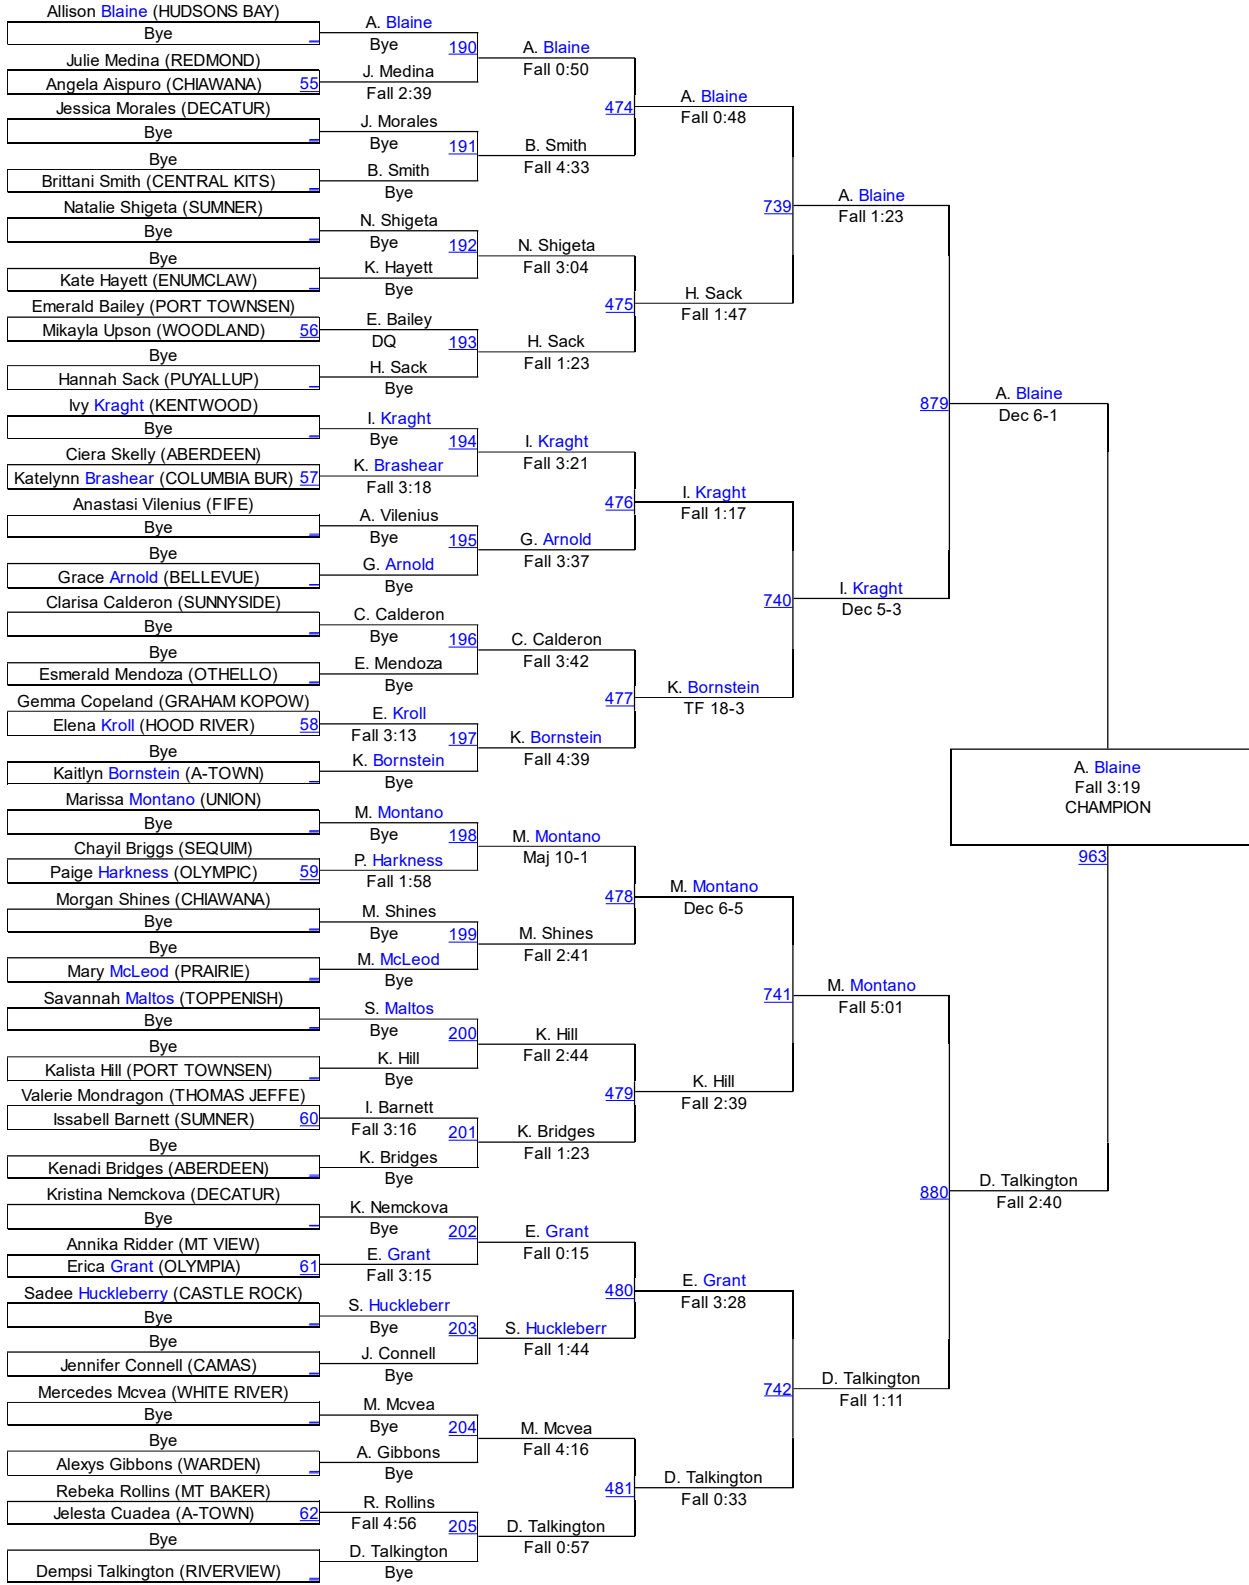 Allison Blaine (HUDSONS BAY)
Bye
Julie Medina (REDMOND)
Angela Aispuro (CHIAWANA) 55
Jessica Morales (DECATUR)
Bye
Bye
Brittani Smith (CENTRAL KITS)
Natalie Shigeta (SUMNER)
Bye
Bye
Kate Hayett (ENUMCLAW)
Emerald Bailey (PORT TOWNSEN)
Mikayla Upson (WOODLAND) 56
Bye
Hannah Sack (PUYALLUP)
Ivy Kraght (KENTWOOD)
Bye
Ciera Skelly (ABERDEEN)
Katelynn Brashear (COLUMBIA BUR) 57
Anastasi Vilenius (FIFE)
Bye
Bye
Grace Arnold (BELLEVUE)
Clarisa Calderon (SUNNYSIDE)
Bye
Bye
Esmerald Mendoza (OTHELLO)
Gemma Copeland (GRAHAM KOPOW)
Elena Kroll (HOOD RIVER) 58
Bye
Kaitlyn Bornstein (A-TOWN)
Marissa Montano (UNION)
Bye
Chayil Briggs (SEQUIM)
Paige Harkness (OLYMPIC) 59
Morgan Shines (CHIAWANA)
Bye
Bye
Mary McLeod (PRAIRIE)
Savannah Maltos (TOPPENISH)
Bye
Bye
Kalista Hill (PORT TOWNSEN)
Valerie Mondragon (THOMAS JEFFE)
Issabell Barnett (SUMNER) 60
Bye
Kenadi Bridges (ABERDEEN)
Kristina Nemckova (DECATUR)
Bye
Annika Ridder (MT VIEW)
Erica Grant (OLYMPIA) 61
Sadee Huckleberry (CASTLE ROCK)
Bye
Bye
Jennifer Connell (CAMAS)
Mercedes Mcvea (WHITE RIVER)
Bye
Bye
Alexys Gibbons (WARDEN)
Rebeka Rollins (MT BAKER)
Jelesta Cuadea (A-TOWN) 62
Bye
Dempsi Talkington (RIVERVIEW)
A. Blaine
Bye 190
J. Medina
Fall 2:39
J. Morales
Bye 191
B. Smith
Bye
N. Shigeta
Bye 192
K. Hayett
Bye
E. Bailey
DQ 193
H. Sack
Bye
I. Kraght
Bye 194
K. Brashear
Fall 3:18
A. Vilenius
Bye 195
G. Arnold
Bye
C. Calderon
Bye 196
E. Mendoza
Bye
E. Kroll
Fall 3:13 197
K. Bornstein
Bye
M. Montano
Bye 198
P. Harkness
Fall 1:58
M. Shines
Bye 199
M. McLeod
Bye
S. Maltos
Bye 200
K. Hill
Bye
I. Barnett
Fall 3:16 201
K. Bridges
Bye
K. Nemckova
Bye 202
E. Grant
Fall 3:15
S. Huckleberr
Bye 203
J. Connell
Bye
M. Mcvea
Bye 204
A. Gibbons
Bye
R. Rollins
Fall 4:56 205
D. Talkington
Bye
A. Blaine
Fall 0:50
474
B. Smith
Fall 4:33
N. Shigeta
Fall 3:04
475
H. Sack
Fall 1:23
I. Kraght
Fall 3:21
476
G. Arnold
Fall 3:37
C. Calderon
Fall 3:42
477
K. Bornstein
Fall 4:39
M. Montano
Maj 10-1
478
M. Shines
Fall 2:41
K. Hill
Fall 2:44
479
K. Bridges
Fall 1:23
E. Grant
Fall 0:15
480
S. Huckleberr
Fall 1:44
M. Mcvea
Fall 4:16
481
D. Talkington
Fall 0:57
A. Blaine
Fall 0:48
739
H. Sack
Fall 1:47
I. Kraght
Fall 1:17
740
K. Bornstein
TF 18-3
M. Montano
Dec 6-5
741
K. Hill
Fall 2:39
E. Grant
Fall 3:28
742
D. Talkington
Fall 0:33
A. Blaine
Fall 1:23
879
I. Kraght
Dec 5-3
M. Montano
Fall 5:01
880
D. Talkington
Fall 1:11
A. Blaine
Dec 6-1
A. Blaine
Fall 3:19
CHAMPION
963
D. Talkington
Fall 2:40